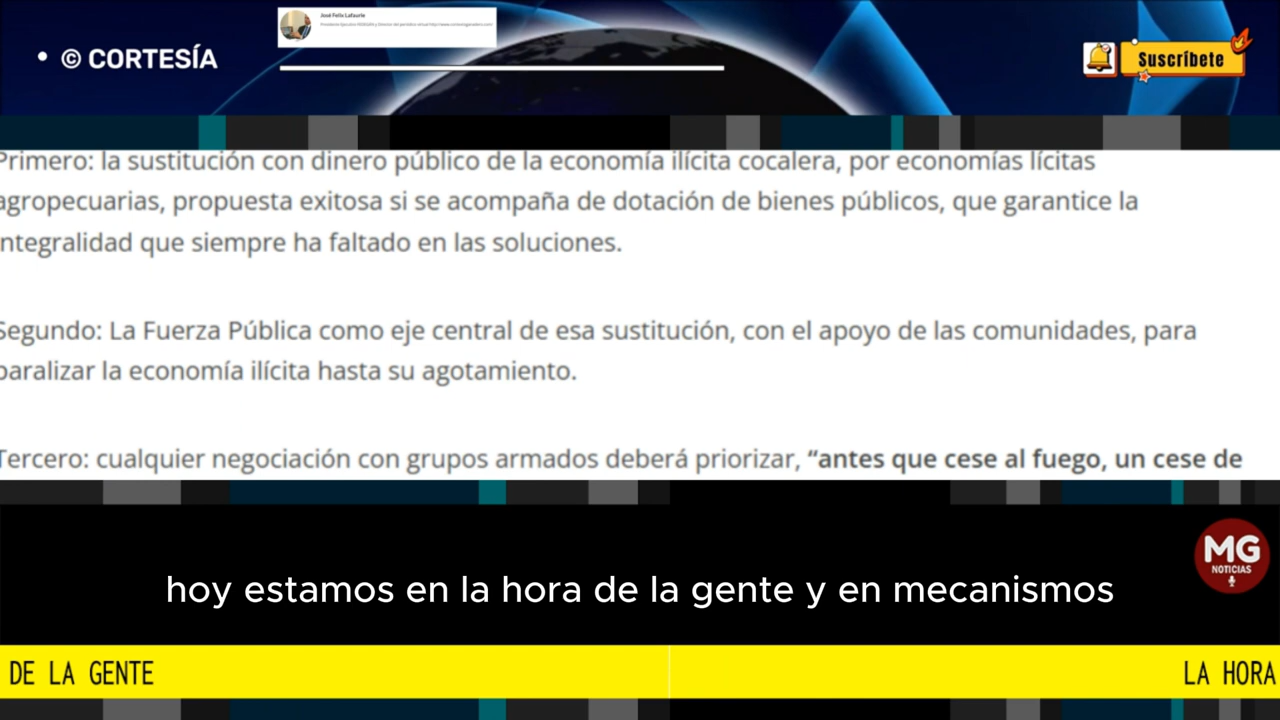 José Felix Lafaurie
• © CORTESÍA
Suscríbete
Primero: la sustitución con dinero público de la economía ilícita cocalera, por economías lícitas
agropecuarias, propuesta exitosa si se acompaña de dotación de bienes públicos, que garantice la
integralidad que siempre ha faltado en las soluciones.
Segundo: La Fuerza Pública como eje central de esa sustitución, con el apoyo de las comunidades, para
paralizar la economía ilícita hasta su agotamiento.
Tercero: cualquier negociación con grupos armados deberá priorizar, “antes que cese al fuego, un cese de
MG
NOTICIAS
hoy estamos en la hora de la gente y en mecanismos
DE LA GENTE
LA HORA